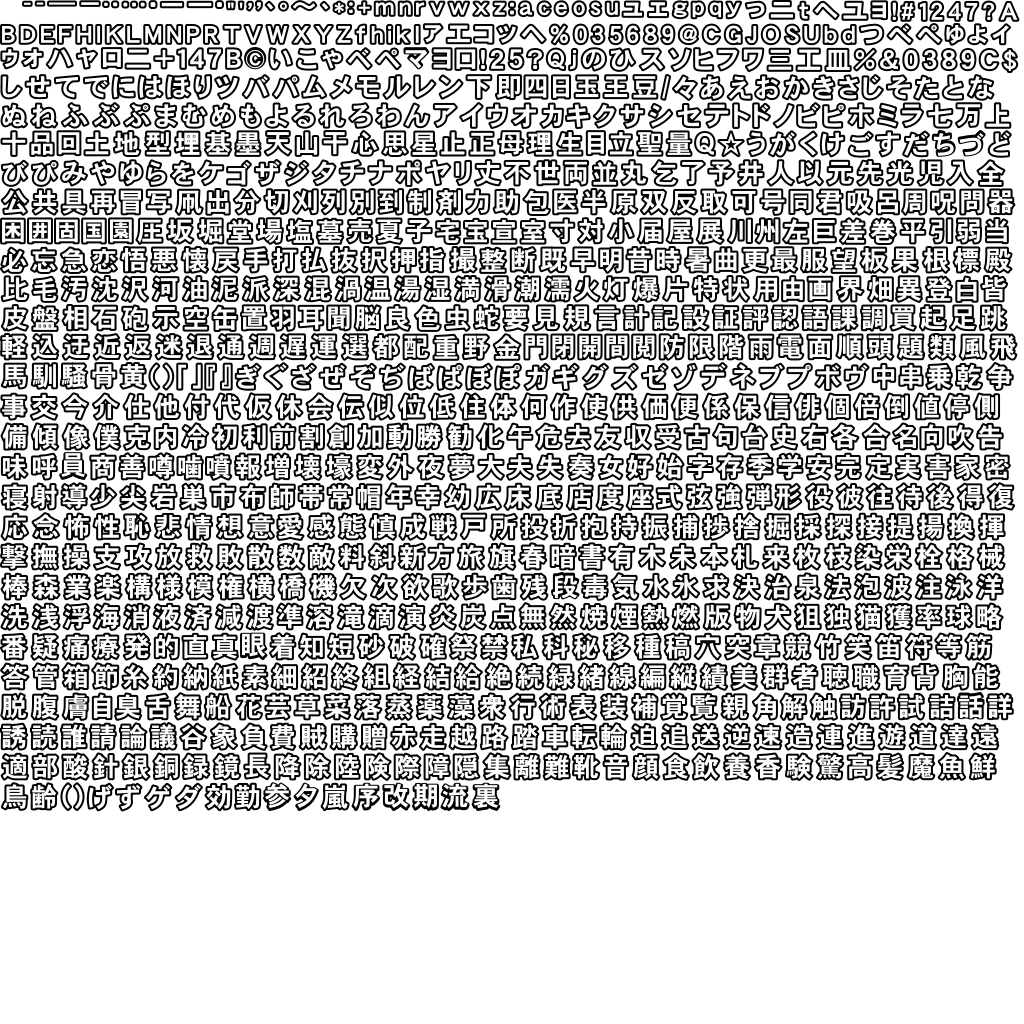 *:;+mnrvwxz:aceosuュェgpqyっニtヘユヨ!#1247?A
BDEFHIKLMNPRTVWXYZfhiklアエコツヘ%035689@CGJOSUbdつべぺゅょィ
ゥォハャロ二+147B©いこゃべぺマヨ口!25?Qjのひスソヒフワ三工皿%&0389C$
しせてでにはほりツバパムメモルレン下即四日玉王豆/々あえおかきさじそたとな
ぬねふぶぷまむめもよるれろわんアイウオカキクサシセテトドノビピホミラ七万上
十品回土地型埋基墨天山干心思星止正母理生目立聖量Q☆うがくけごすだちづど
びぴみやゆらをケゴザジタチナポヤリ丈不世両並丸乞了予井人以元先光児入全
公共具再冒写凧出分切刈列別到制剤力助包医半原双反取可号同君吸呂周呪問器
困囲固国園圧坂堀堂場塩墓売夏子宅宝宣室寸対小届屋展川州左巨差巻平引弱当
必忘急恋悟悪懐戻手打払抜択押指撮整断既早明昔時暑曲更最服望板果根標殿
比毛汚沈沢河油泥派深混渦温湯湿満滑潮濡火灯爆片特状用由画界畑異登白皆
皮盤相石砲示空缶置羽耳聞脳良色虫蛇要見規言計記設証評認語課調買起足跳
軽込迂近返迷退通週遅運選都配重野金門閉開間関防限階雨電面順頭題類風飛
馬馴騒骨黄()「」『』ぎぐざぜぞぢばぱぼぽガギグズゼゾデネブプボヴ中串乗乾争
事交今介仕他付代仮休会伝似位低住体何作使供価便係保信俳個倍倒値停側
備傾像僕克内冷初利前割創加動勝勧化午危去友収受古句台史右各合名向吹告
味呼員商善噂噛噴報増壊壕変外夜夢大夫失奏女好始字存季学安完定実害家密
寝射導少尖岩巣市布師帯常帽年幸幼広床底店度座式弦強弾形役彼往待後得復
応念怖性恥悲情想意愛感態慎成戦戸所投折抱持振捕捗捨掘採探接提揚換揮
撃撫操支攻放救敗散数敵料斜新方旅旗春暗書有木未本札来枚枝染栄栓格械
棒森業楽構様模権横橋機欠次欲歌歩歯残段毒気水氷求決治泉法泡波注泳洋
洗浅浮海消液済減渡準溶滝滴演炎炭点無然焼煙熱燃版物犬狙独猫獲率球略
番疑痛療発的直真眼着知短砂破確祭禁私科秘移種稿穴突章競竹笑笛符等筋
答管箱節糸約納紙素細紹終組経結給絶続緑緒線編縦績美群者聴職育背胸能
脱腹膚自臭舌舞船花芸草菜落蒸薬藻衆行術表装補覚覧親角解触訪許試詰話詳
誘読誰請論議谷象負費賊購贈赤走越路踏車転輪迫追送逆速造連進遊道達遠
適部酸針銀銅録鏡長降除陸険際障隠集離難靴音顔食飲養香験驚高髪魔魚鮮
鳥齢()げずゲダ効勤参夕嵐序改期流裏